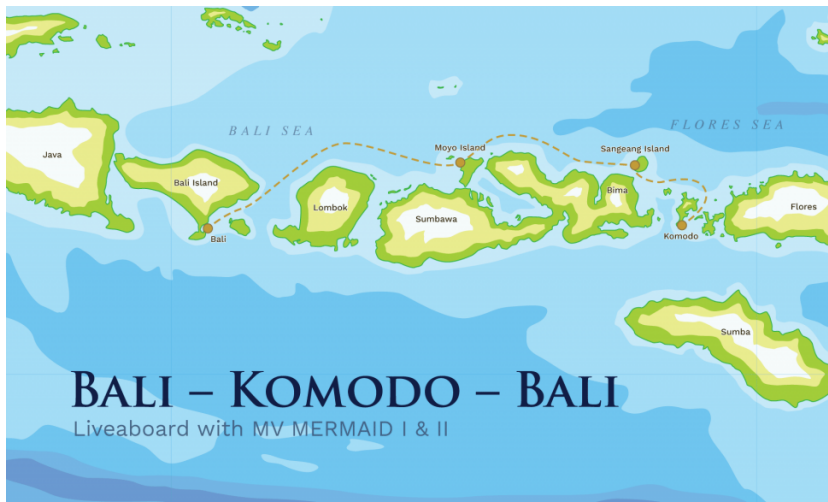 BALI SEA
FLORES SEA
Moyo Island
Sangeang Island
Java
Bali Island
Bima
Lombok
Sumbawa
Flores
Bali
Komodo
Sumba
BALI – KOMODO – BALI
Liveaboard with MV MERMAID I & II